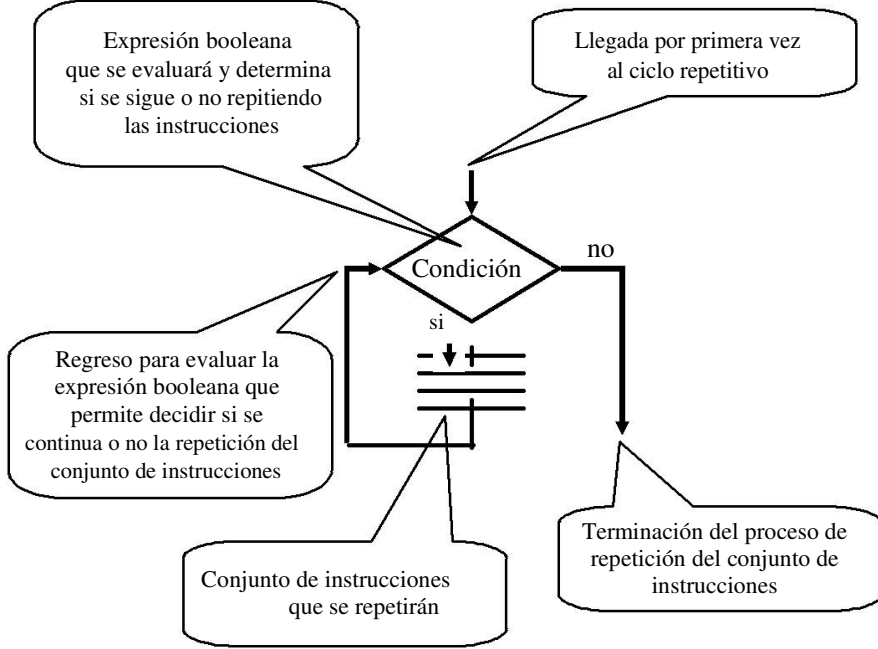 Expresión booleana
que se evaluará y determina
si se sigue o no repitiendo
las instrucciones
Llegada por primera vez
al ciclo repetitivo
Condición
no
si
Regreso para evaluar la
expresión booleana que
permite decidir si se
continua o no la repetición del
conjunto de instrucciones
Conjunto de instrucciones
que se repetirán
Terminación del proceso de
repetición del conjunto de
instrucciones